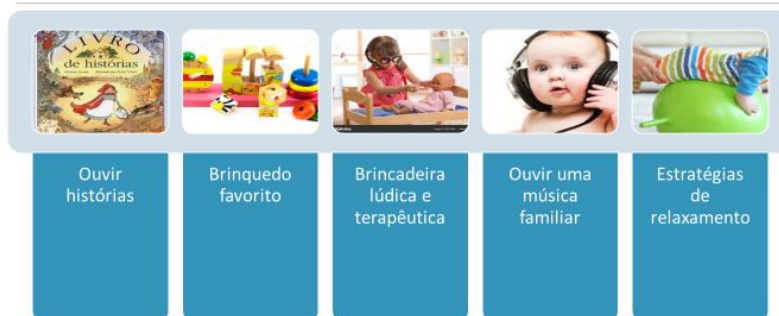 LIVRO
de histórias
Ouvir
histórias
Brinquedo
favorito
Brincadeira
lúdica e
terapêutica
Ouvir uma
música
familiar
Estratégias
de
relaxamento